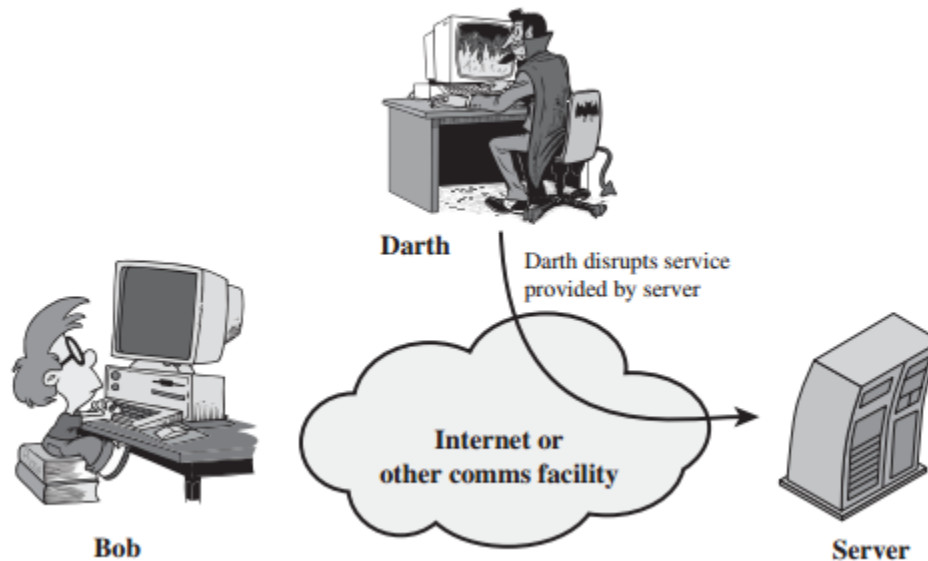 Darth
Darth disrupts service
provided by server
Internet or
other comms facility
Bob
Server